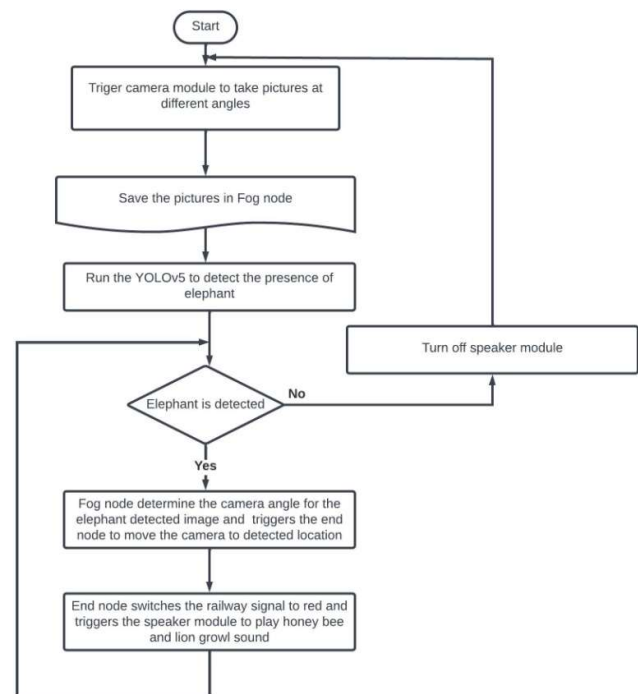 Start
Triger camera module to take pictures at
different angles
Save the pictures in Fog node
Run the YOLOv5 to detect the presence of
elephant
Turn off speaker module
Elephant is detected
No
Yes
Fog node determine the camera angle for the
elephant detected image and triggers the end
node to move the camera to detected location
End node switches the railway signal to red and
triggers the speaker module to play honey bee
and lion growl sound